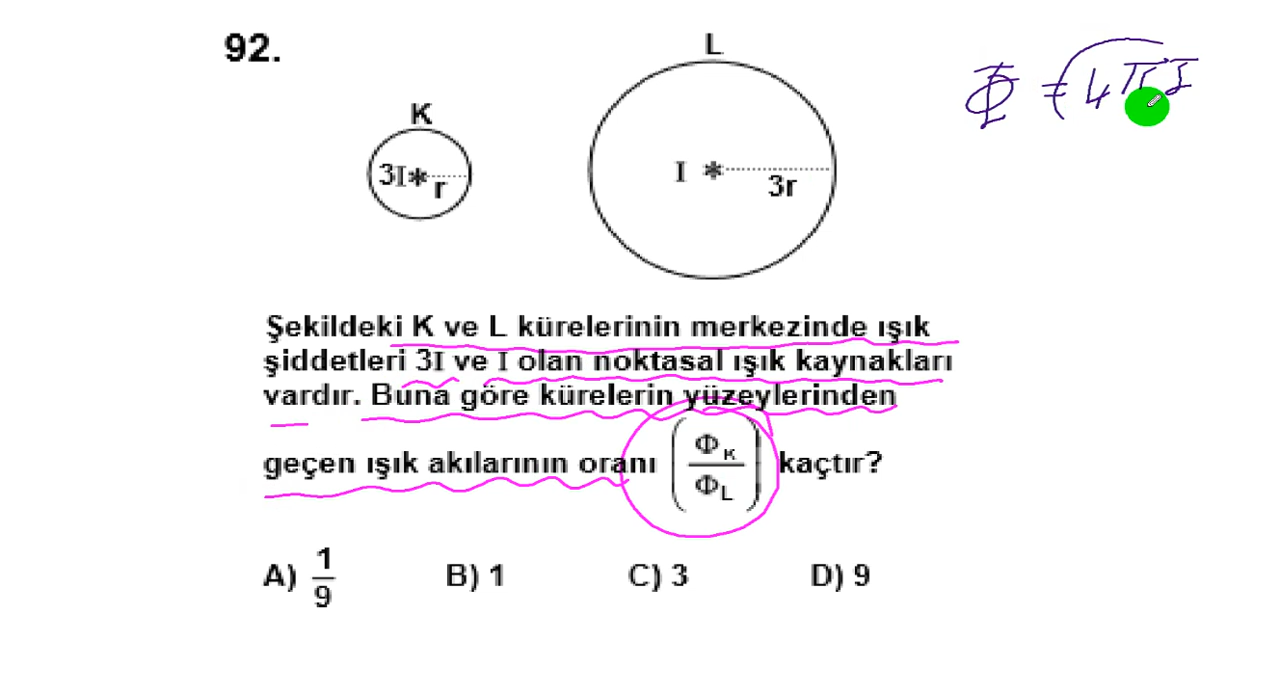 92.
K
3I* r
L
I * 3r
Φ = 4πI
Şekildeki K ve L kürelerinin merkezinde ışık
şiddetleri 3I ve I olan noktasal ışık kaynakları
vardır. Buna göre kürelerin yüzeylerinden
geçen ışık akılarının oranı (Φ_K / Φ_L) kaçtır?
A) 1/9 B) 1 C) 3 D) 9